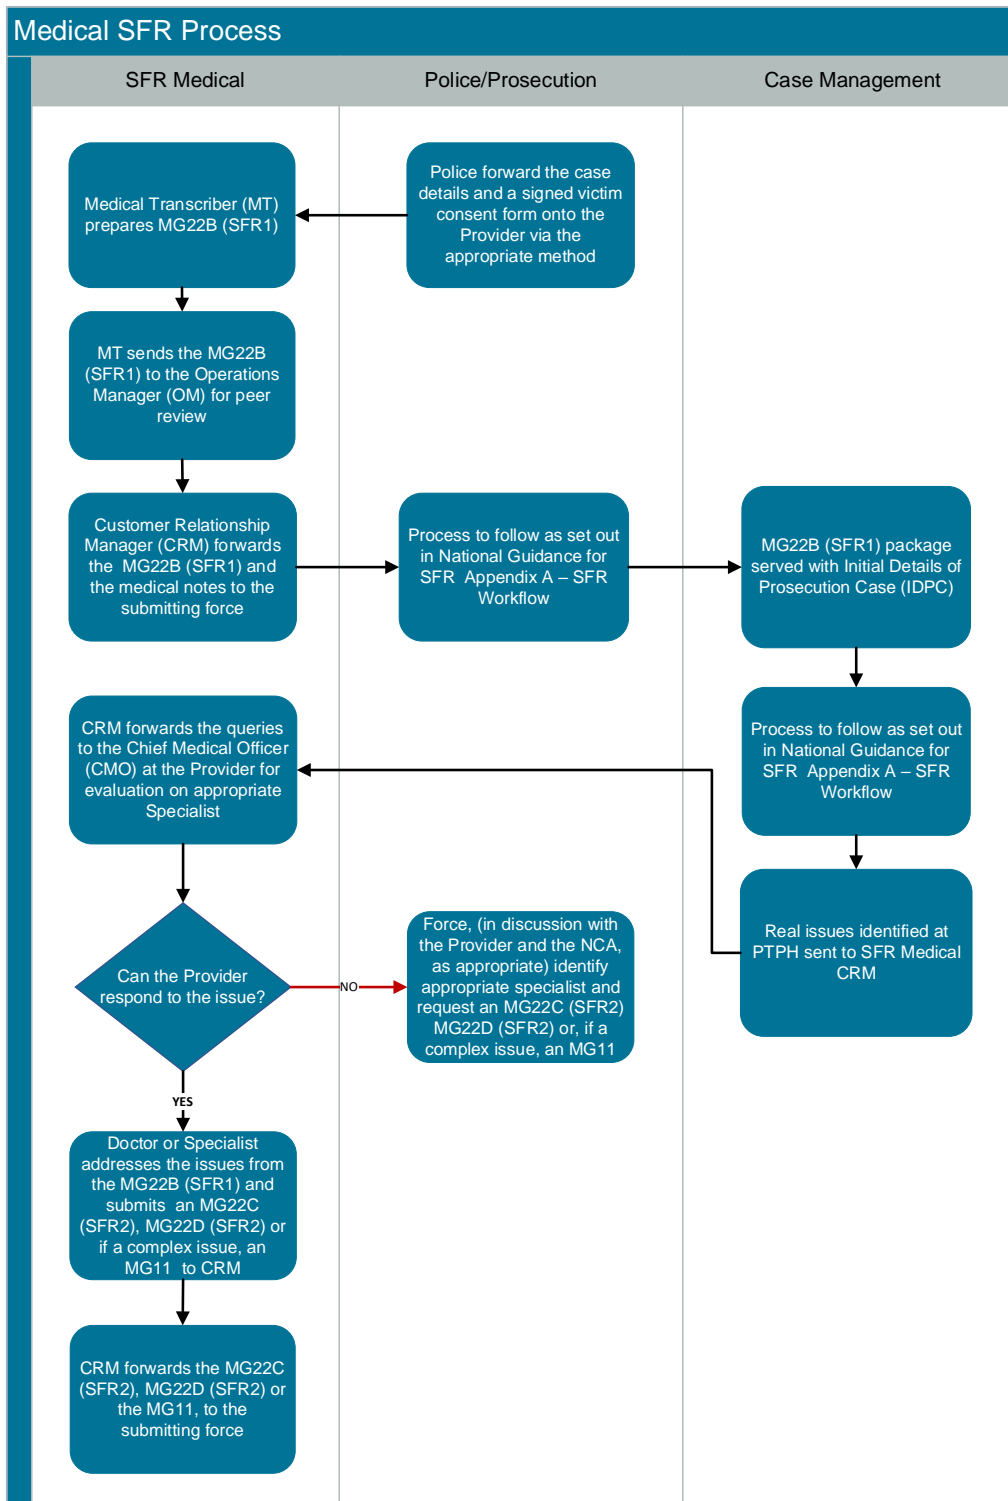 Medical SFR Process
SFR Medical
Police/Prosecution
Case Management
Police forward the case
details and a signed victim
consent form onto the
Provider via the
appropriate method
Medical Transcriber (MT)
prepares MG22B (SFR1)
MT sends the MG22B
(SFR1) to the Operations
Manager (OM) for peer
review
Customer Relationship
Manager (CRM) forwards
the MG22B (SFR1) and
the medical notes to the
submitting force
Process to follow as set out
in National Guidance for
SFR Appendix A – SFR
Workflow
MG22B (SFR1) package
served with Initial Details of
Prosecution Case (IDPC)
Process to follow as set out
in National Guidance for
SFR Appendix A – SFR
Workflow
Real issues identified at
PTPH sent to SFR Medical
CRM
CRM forwards the queries
to the Chief Medical Officer
(CMO) at the Provider for
evaluation on appropriate
Specialist
Can the Provider
respond to the issue?
NO
Force, (in discussion with
the Provider and the NCA,
as appropriate) identify
appropriate specialist and
request an MG22C (SFR2)
MG22D (SFR2) or, if a
complex issue, an MG11
YES
Doctor or Specialist
addresses the issues from
the MG22B (SFR1) and
submits an MG22C
(SFR2), MG22D (SFR2) or
if a complex issue, an
MG11 to CRM
CRM forwards the MG22C
(SFR2), MG22D (SFR2) or
the MG11, to the
submitting force